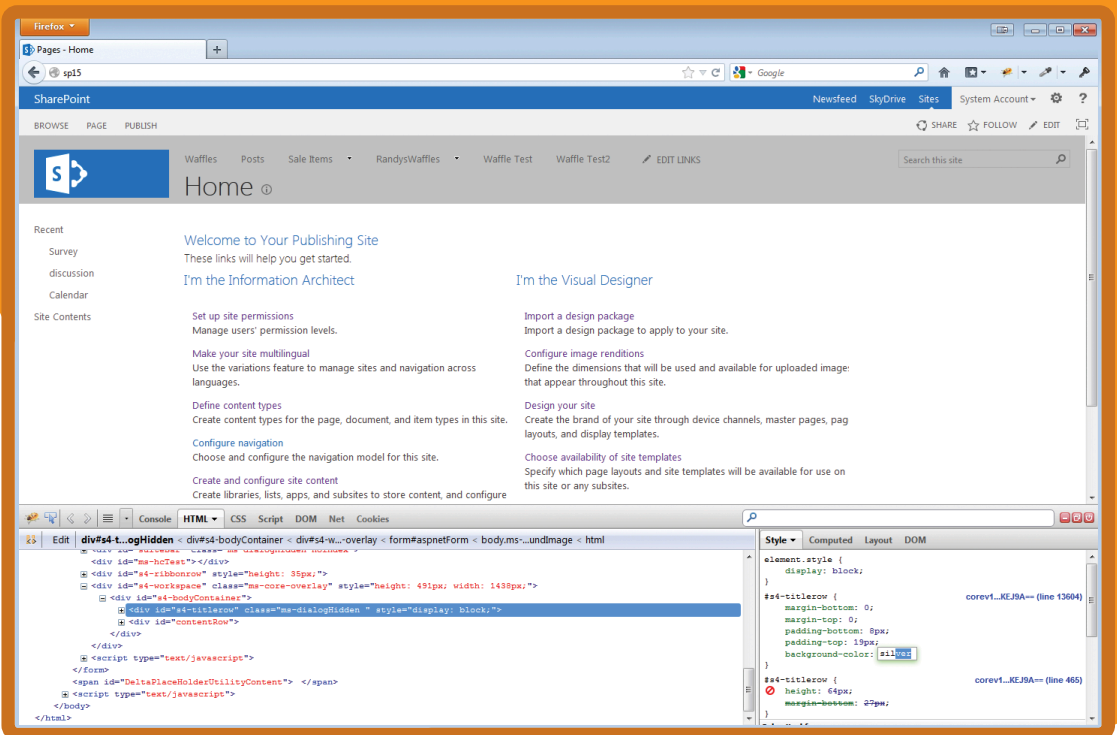 Firefox
Pages - Home
+
sp15
Google
SharePoint
Newsfeed SkyDrive Sites System Account ?
BROWSE PAGE PUBLISH
SHARE FOLLOW EDIT
S
Waffles Posts Sale Items RandysWaffles Waffle Test Waffle Test2 EDIT LINKS
Search this site
Home
Recent
Survey
discussion
Calendar
Site Contents
Welcome to Your Publishing Site
These links will help you get started.
I'm the Information Architect
Set up site permissions
Manage users' permission levels.
Make your site multilingual
Use the variations feature to manage sites and navigation across
languages.
Define content types
Create content types for the page, document, and item types in this site.
Configure navigation
Choose and configure the navigation model for this site.
Create and configure site content
Create libraries, lists, apps, and subsites to store content, and configure
I'm the Visual Designer
Import a design package
Import a design package to apply to your site.
Configure image renditions
Define the dimensions that will be used and available for uploaded images
that appear throughout this site.
Design your site
Create the brand of your site through device channels, master pages, pag
layouts, and display templates.
Choose availability of site templates
Specify which page layouts and site templates will be available for use on
this site or any subsites.
Console HTML CSS Script DOM Net Cookies
Edit div#s4-t...ogHidden < div#s4-bodyContainer < div#s4-w...-overlay < form#aspnetForm < body.ms-...undImage < html
<div id="ms-hcTest"></div>
<div id="s4-ribbonrow" style="height: 35px;">
<div id="s4-workspace" class="ms-core-overlay" style="height: 491px; width: 1438px;">
<div id="s4-bodyContainer">
<div id="s4-titlerow" class="ms-dialogHidden " style="display: block;">
<div id="contentRow">
</div>
</div>
<script type="text/javascript">
</form>
<span id="DeltaPlaceHolderUtilityContent"> </span>
<script type="text/javascript">
</body>
</html>
Style Computed Layout DOM
element.style {
display: block;
}
#s4-titlerow { corev1...KEJ9A== (line 13604)
margin-bottom: 0;
margin-top: 0;
padding-bottom: 8px;
padding-top: 19px;
background-color: silver
}
#s4-titlerow { corev1...KEJ9A== (line 465)
height: 64px;
margin-bottom: 27px;
}